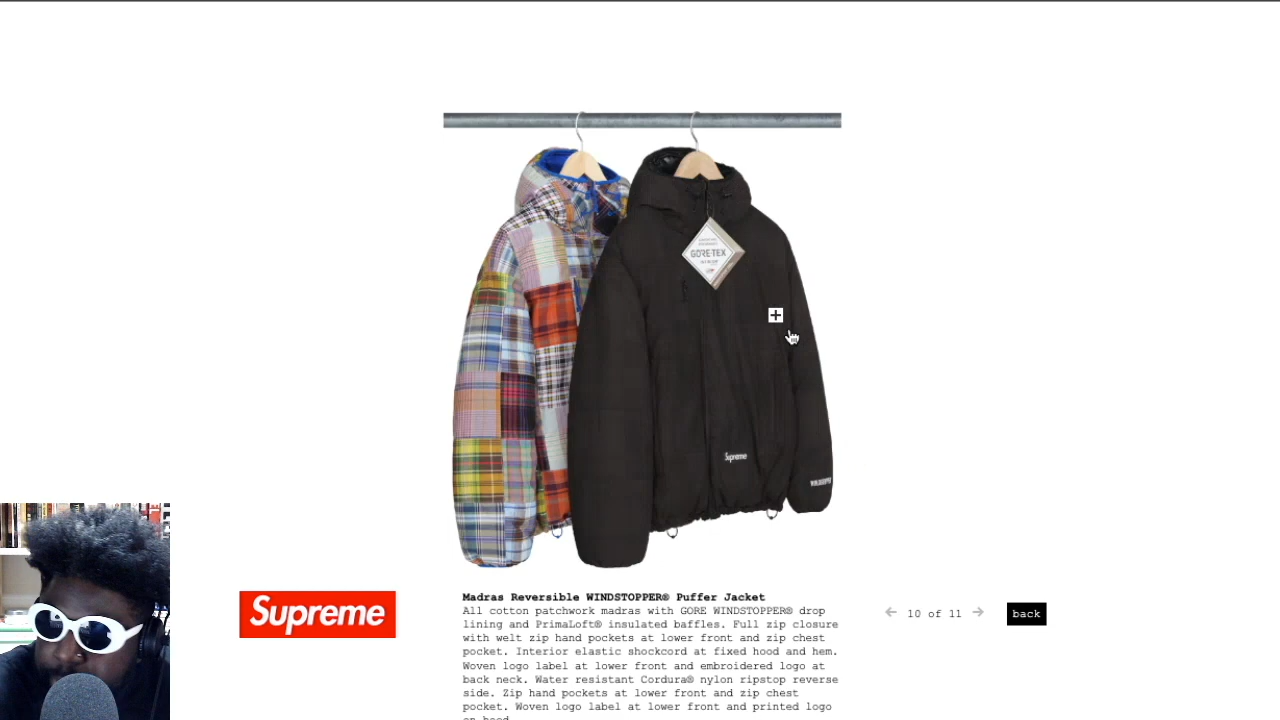 GORE-TEX
Supreme
Supreme
Madras Reversible WINDSTOPPER® Puffer Jacket
All cotton patchwork madras with GORE WINDSTOPPER® drop
lining and PrimaLoft® insulated baffles. Full zip closure
with welt zip hand pockets at lower front and zip chest
pocket. Interior elastic shockcord at fixed hood and hem.
Woven logo label at lower front and embroidered logo at
back neck. Water resistant Cordura® nylon ripstop reverse
side. Zip hand pockets at lower front and zip chest
pocket. Woven logo label at lower front and printed logo
on hood.
10 of 11
back